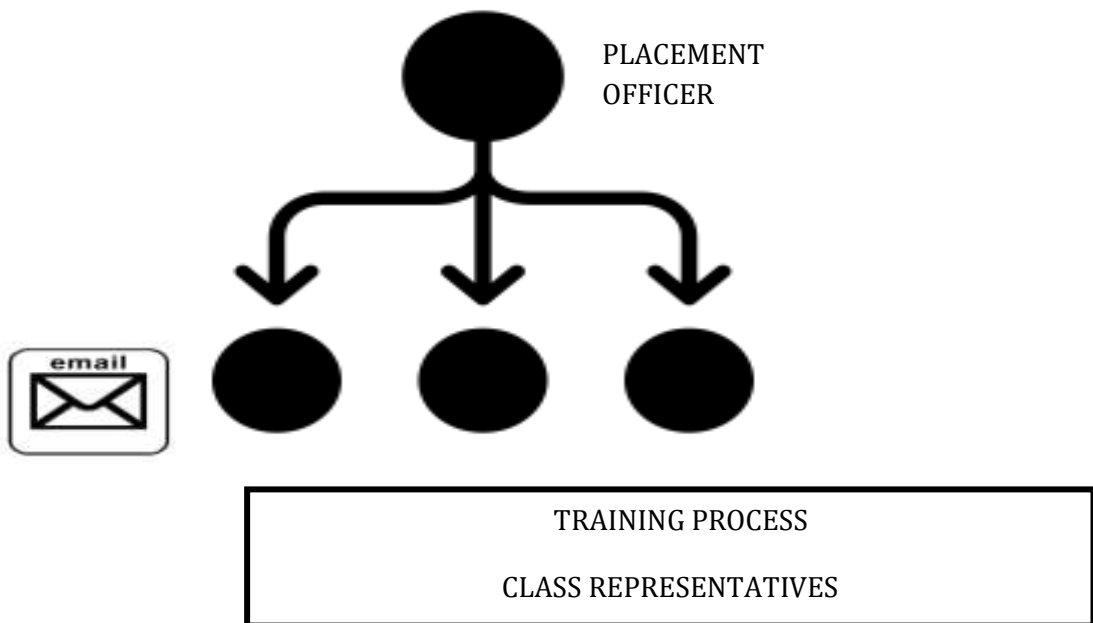 PLACEMENT
OFFICER
email
TRAINING PROCESS
CLASS REPRESENTATIVES